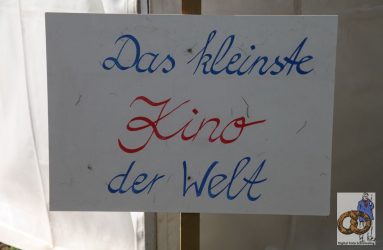 Das kleinste
Kino
der Welt